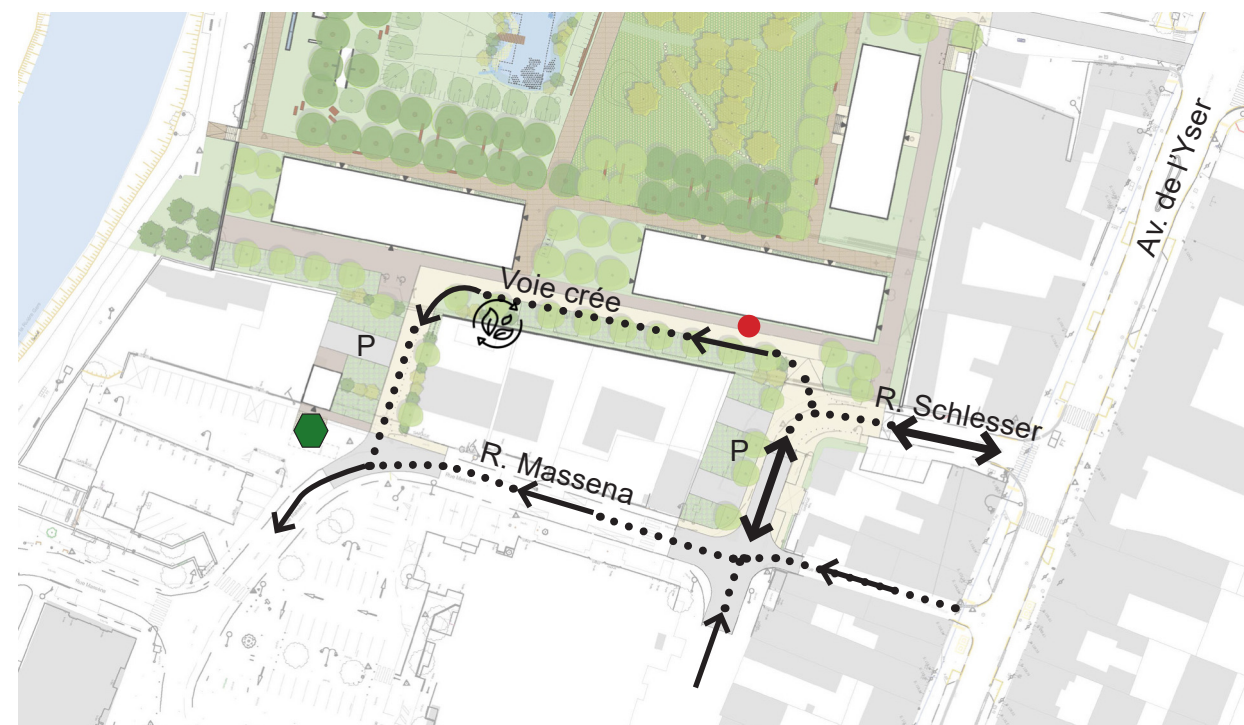 Av. de l'Yser
Voie crée
P
R. Schlesser
P
R. Massena